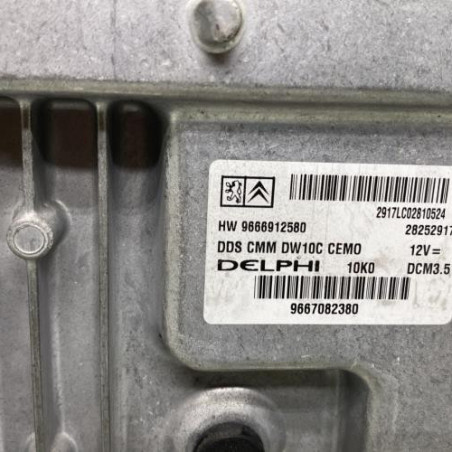 2917LC02810524
HW 9666912580 28252917
DDS CMM DW10C CEMO 12V=
DELPHI 10K0 DCM3.5
9667082380